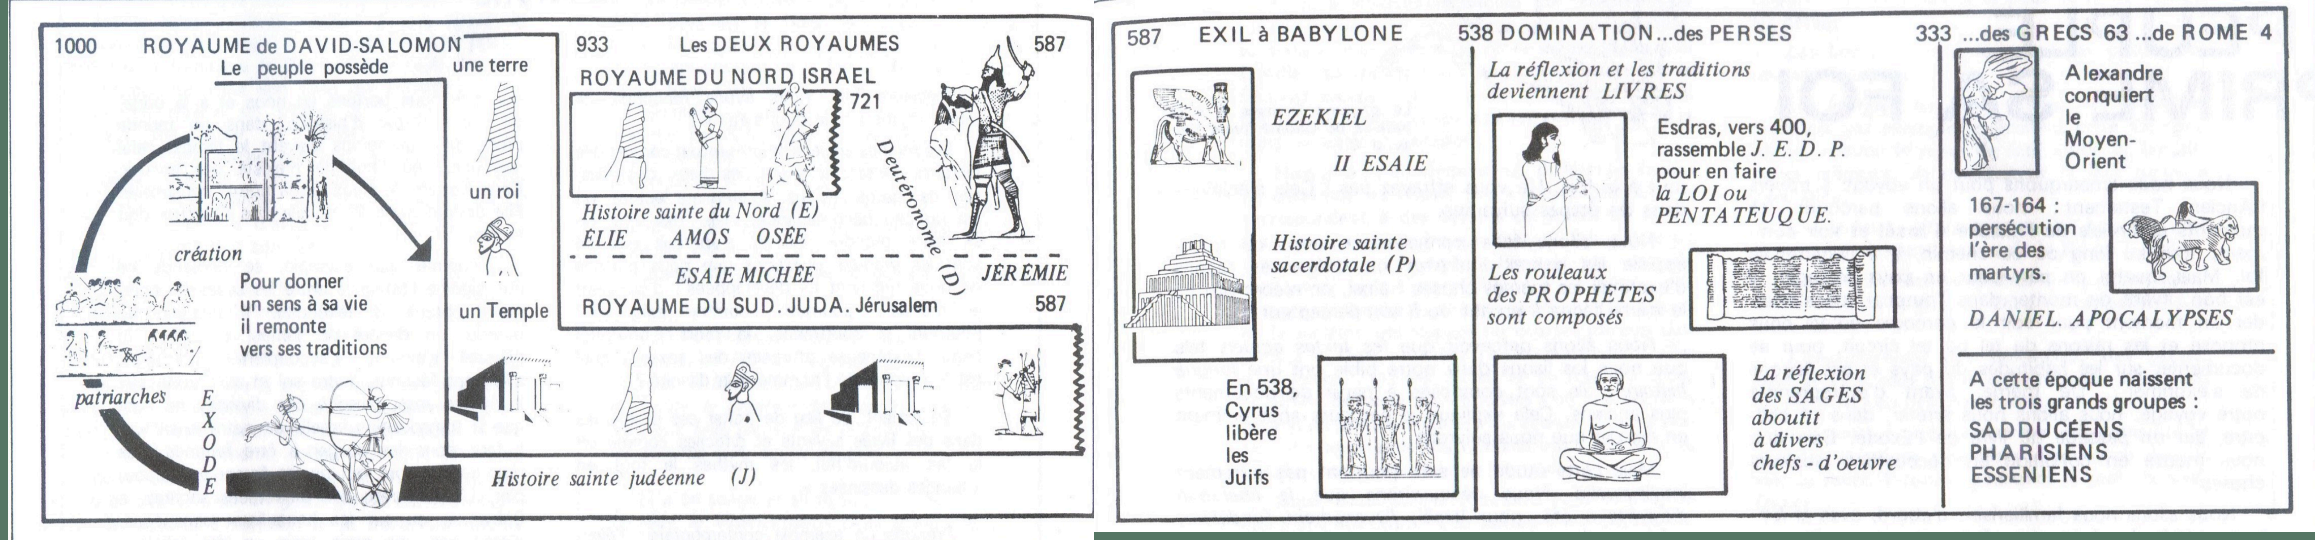 1000 ROYAUME de DAVID-SALOMON
Le peuple possède
une terre
un roi
un Temple
création
Pour donner
un sens à sa vie
il remonte
vers ses traditions
patriarches
EXODE
Histoire sainte judéenne (J)
933 Les DEUX ROYAUMES 587
ROYAUME DU NORD ISRAEL
721
Histoire sainte du Nord (E)
ÉLIE AMOS OSÉE
Deutéronome (D)
ESAIE MICHÉE JÉRÉMIE
ROYAUME DU SUD. JUDA. Jérusalem 587
587 EXIL à BABYLONE
EZEKIEL
II ESAIE
Histoire sainte
sacerdotale (P)
En 538,
Cyrus
libère
les
Juifs
538 DOMINATION...des PERSES
La réflexion et les traditions
deviennent LIVRES
Esdras, vers 400,
rassemble J. E. D. P.
pour en faire
la LOI ou
PENTATEUQUE.
Les rouleaux
des PROPHÈTES
sont composés
La réflexion
des SAGES
aboutit
à divers
chefs - d'oeuvre
333 ...des GRECS 63 ...de ROME 4
Alexandre
conquiert
le
Moyen-
Orient
167-164 :
persécution
l'ère des
martyrs.
DANIEL APOCALYPSES
A cette époque naissent
les trois grands groupes :
SADDUCÉENS
PHARISIENS
ESSENIENS